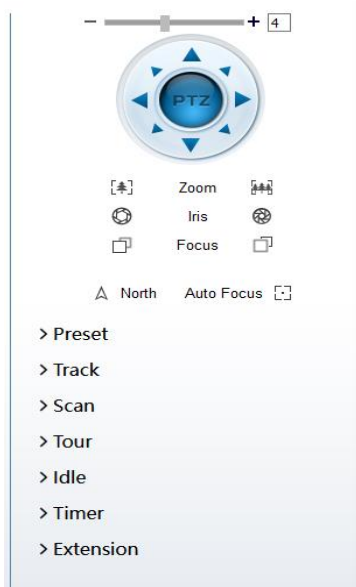 − + 4
PTZ
Zoom
Iris
Focus
North Auto Focus
> Preset
> Track
> Scan
> Tour
> Idle
> Timer
> Extension